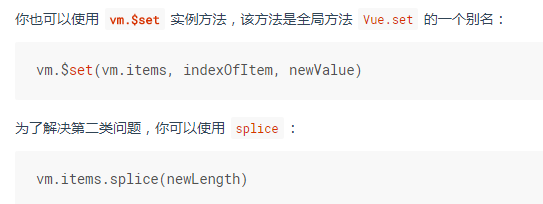 你也可以使用 vm.$set 实例方法，该方法是全局方法 Vue.set 的一个别名：
vm.$set(vm.items, indexOfItem, newValue)
为了解决第二类问题，你可以使用 splice ：
vm.items.splice(newLength)